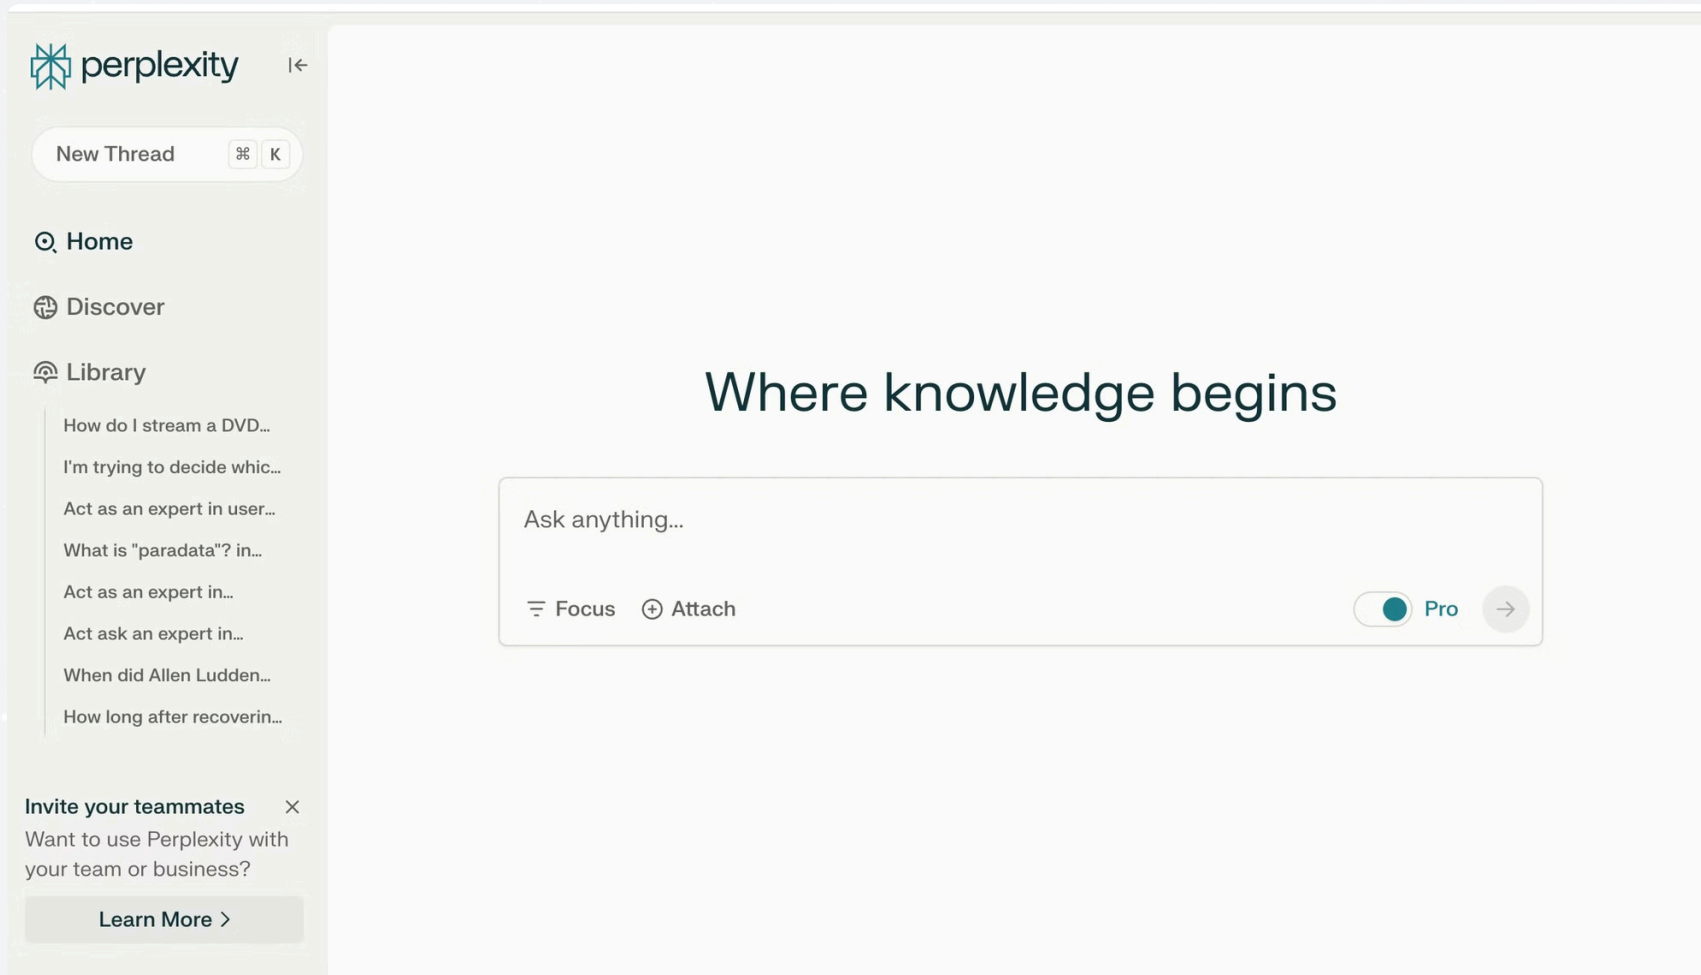 perplexity
New Thread ⌘ K
Home
Discover
Library
How do I stream a DVD...
I'm trying to decide whic...
Act as an expert in user...
What is "paradata"? in...
Act as an expert in...
Act ask an expert in...
When did Allen Ludden...
How long after recoverin...
Invite your teammates
Want to use Perplexity with
your team or business?
Learn More
Where knowledge begins
Ask anything...
Focus Attach Pro